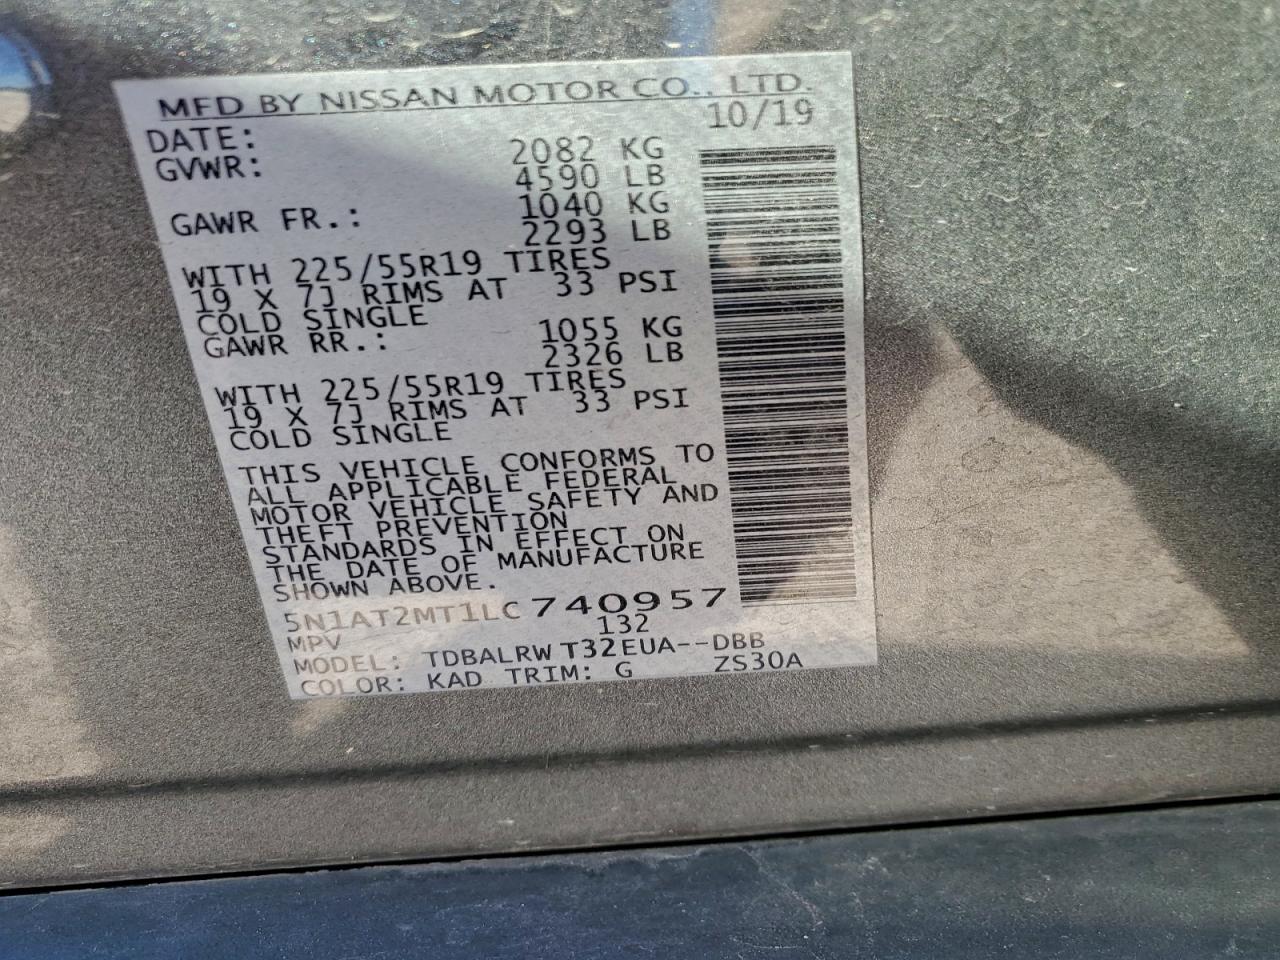 MFD BY NISSAN MOTOR CO., LTD.
DATE: 10/19
GVWR: 2082 KG
4590 LB
GAWR FR.: 1040 KG
2293 LB
WITH 225/55R19 TIRES
19 X 7J RIMS AT 33 PSI
COLD SINGLE
GAWR RR.: 1055 KG
2326 LB
WITH 225/55R19 TIRES
19 X 7J RIMS AT 33 PSI
COLD SINGLE
THIS VEHICLE CONFORMS TO
ALL APPLICABLE FEDERAL
MOTOR VEHICLE SAFETY AND
THEFT PREVENTION
STANDARDS IN EFFECT ON
THE DATE OF MANUFACTURE
SHOWN ABOVE.
5N1AT2MT1LC740957
MPV 132
MODEL: TDBALRW T32EUA--DBB
COLOR: KAD TRIM: G ZS30A